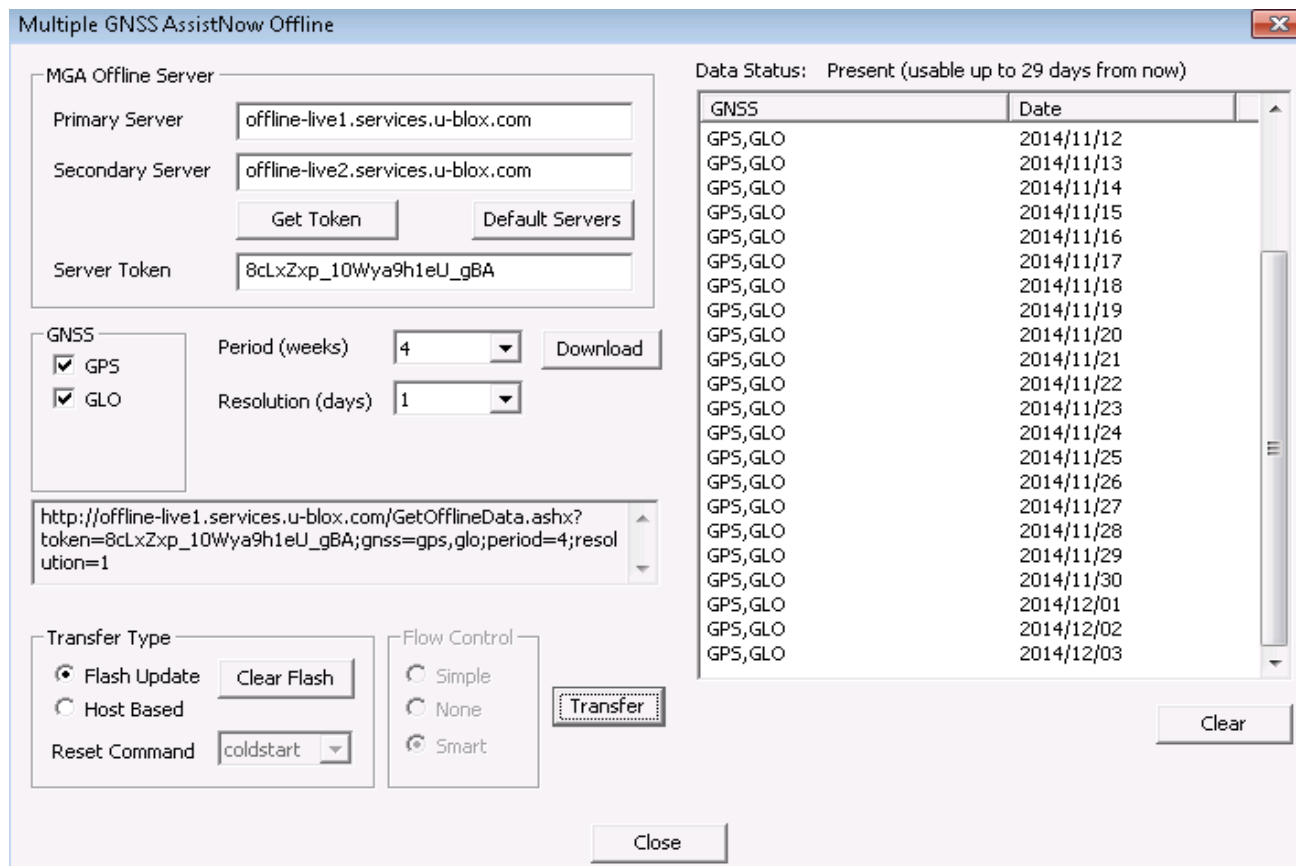 Multiple GNSS AssistNow Offline
MGA Offline Server
Primary Server offline-live1.services.u-blox.com
Secondary Server offline-live2.services.u-blox.com
Get Token Default Servers
Server Token 8cLxZxp_10Wya9h1eU_gBA
GNSS
GPS
GLO
Period (weeks) 4 Download
Resolution (days) 1
http://offline-live1.services.u-blox.com/GetOfflineData.ashx?
token=8cLxZxp_10Wya9h1eU_gBA;gnss=gps,glo;period=4;resol
ution=1
Transfer Type
Flash Update Clear Flash
Host Based
Reset Command coldstart
Flow Control
Simple
None
Smart
Transfer
Data Status: Present (usable up to 29 days from now)
GNSS Date
GPS,GLO 2014/11/12
GPS,GLO 2014/11/13
GPS,GLO 2014/11/14
GPS,GLO 2014/11/15
GPS,GLO 2014/11/16
GPS,GLO 2014/11/17
GPS,GLO 2014/11/18
GPS,GLO 2014/11/19
GPS,GLO 2014/11/20
GPS,GLO 2014/11/21
GPS,GLO 2014/11/22
GPS,GLO 2014/11/23
GPS,GLO 2014/11/24
GPS,GLO 2014/11/25
GPS,GLO 2014/11/26
GPS,GLO 2014/11/27
GPS,GLO 2014/11/28
GPS,GLO 2014/11/29
GPS,GLO 2014/11/30
GPS,GLO 2014/12/01
GPS,GLO 2014/12/02
GPS,GLO 2014/12/03
Clear
Close